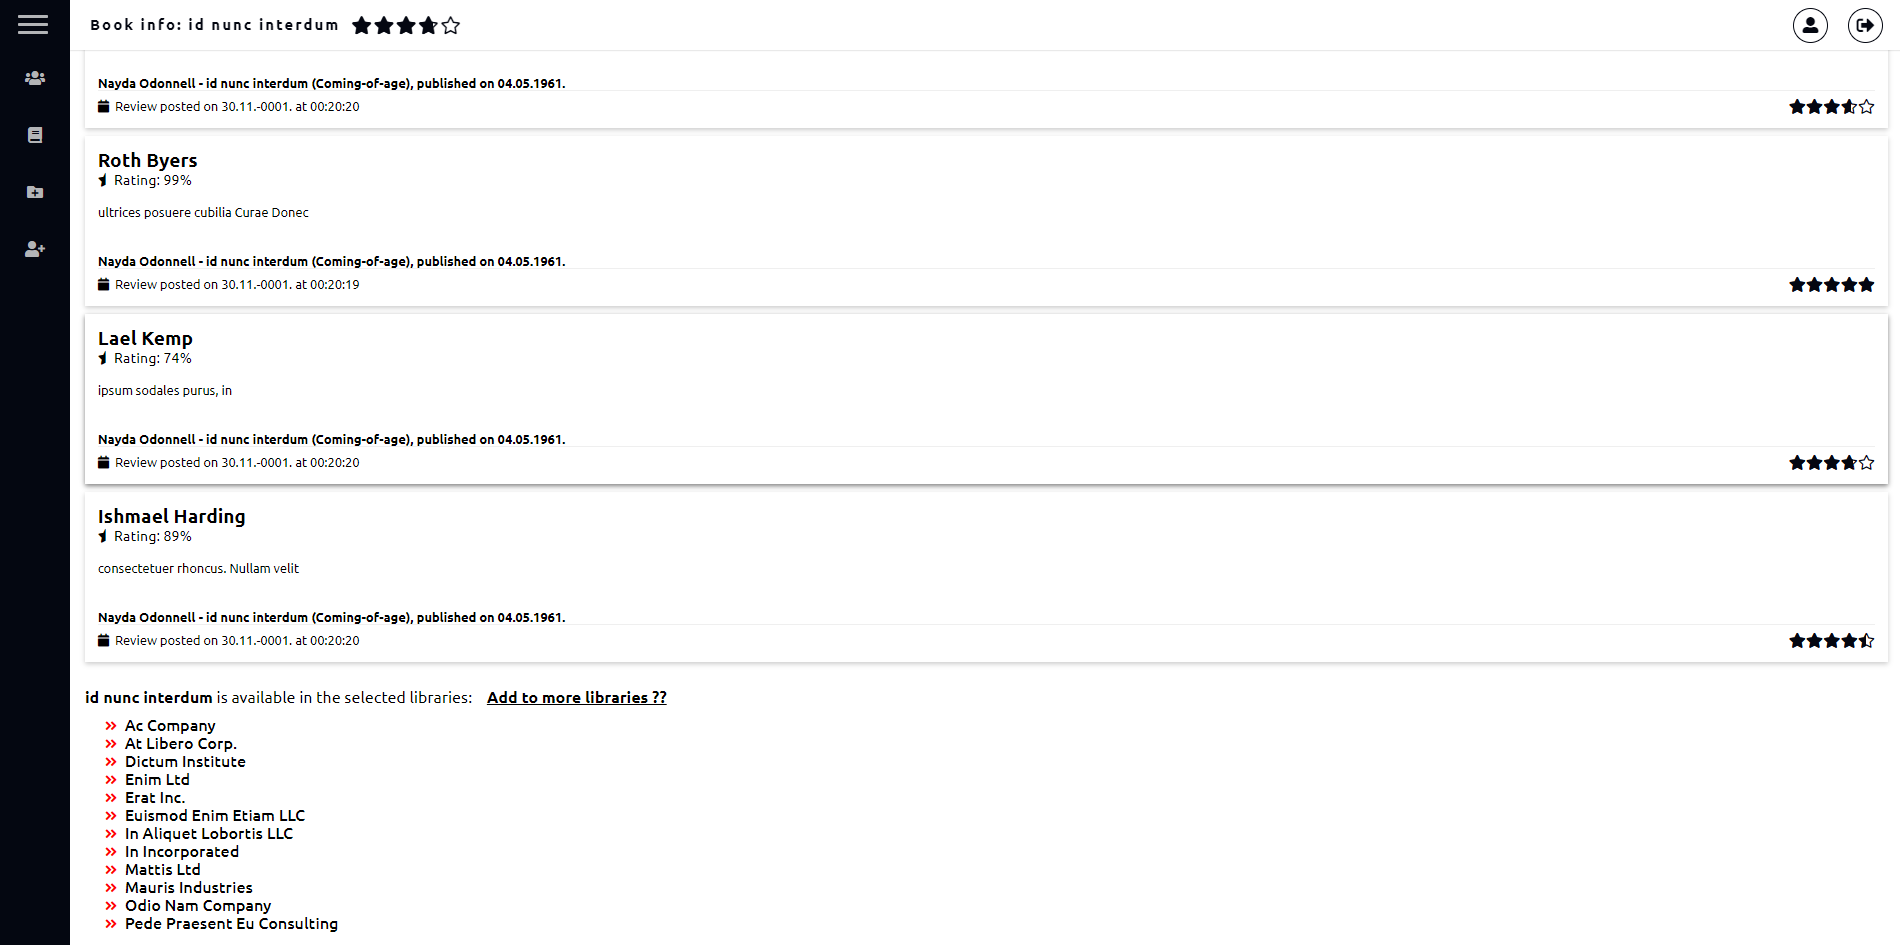 Book info: id nunc interdum
Nayda Odonnell - id nunc interdum (Coming-of-age), published on 04.05.1961.
Review posted on 30.11.-0001. at 00:20:20
Roth Byers
Rating: 99%
ultrices posuere cubilia Curae Donec
Nayda Odonnell - id nunc interdum (Coming-of-age), published on 04.05.1961.
Review posted on 30.11.-0001. at 00:20:19
Lael Kemp
Rating: 74%
ipsum sodales purus, in
Nayda Odonnell - id nunc interdum (Coming-of-age), published on 04.05.1961.
Review posted on 30.11.-0001. at 00:20:20
Ishmael Harding
Rating: 89%
consectetuer rhoncus. Nullam velit
Nayda Odonnell - id nunc interdum (Coming-of-age), published on 04.05.1961.
Review posted on 30.11.-0001. at 00:20:20
id nunc interdum is available in the selected libraries: Add to more libraries ??
Ac Company
At Libero Corp.
Dictum Institute
Enim Ltd
Erat Inc.
Euismod Enim Etiam LLC
In Aliquet Lobortis LLC
In Incorporated
Mattis Ltd
Mauris Industries
Odio Nam Company
Pede Praesent Eu Consulting